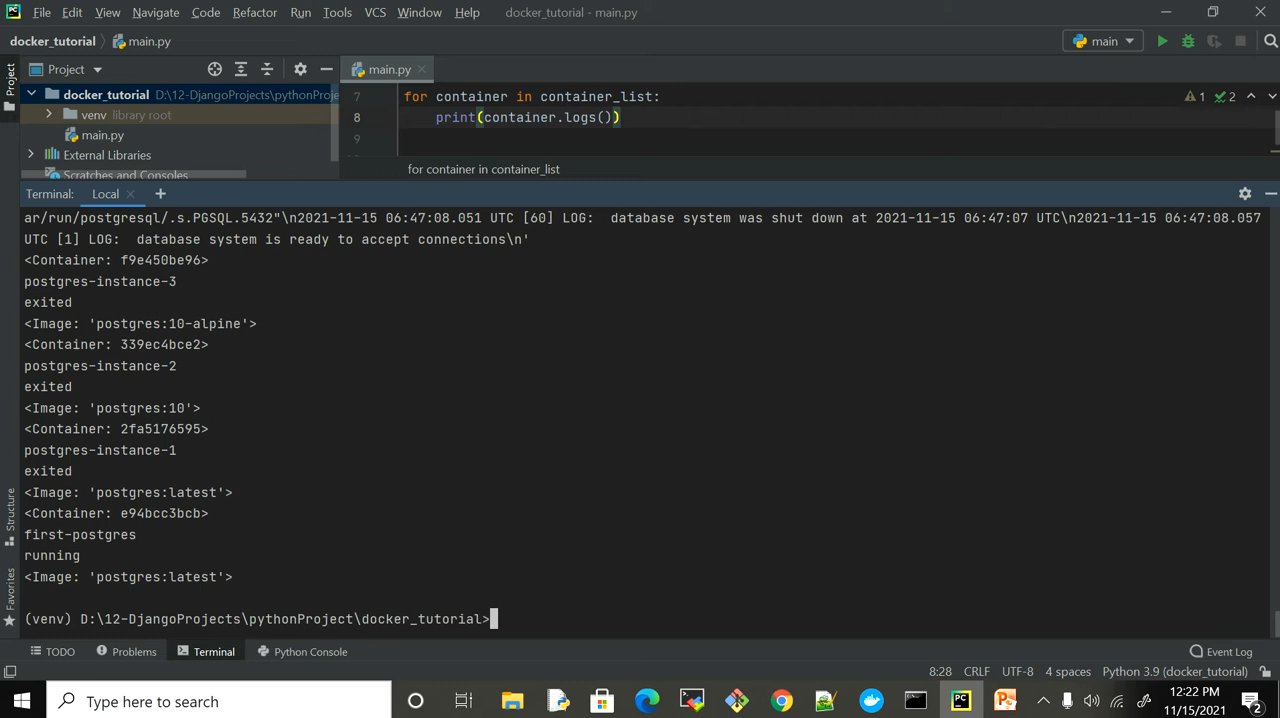 PC File Edit View Navigate Code Refactor Run Tools VCS Window Help docker_tutorial - main.py
docker_tutorial main.py main
Project Project main.py
docker_tutorial D:\12-DjangoProjects\pythonProje
venv library root
main.py
External Libraries
Scratches and Consoles
7 for container in container_list: 1 2
8 print(container.logs())
9
for container in container_list
Terminal: Local
ar/run/postgresql/.s.PGSQL.5432"\n2021-11-15 06:47:08.051 UTC [60] LOG:  database system was shut down at 2021-11-15 06:47:07 UTC\n2021-11-15 06:47:08.057
UTC [1] LOG:  database system is ready to accept connections\n'
<Container: f9e450be96>
postgres-instance-3
exited
<Image: 'postgres:10-alpine'>
<Container: 339ec4bce2>
postgres-instance-2
exited
<Image: 'postgres:10'>
<Container: 2fa5176595>
postgres-instance-1
exited
<Image: 'postgres:latest'>
<Container: e94bcc3bcb>
first-postgres
running
<Image: 'postgres:latest'>
(venv) D:\12-DjangoProjects\pythonProject\docker_tutorial>
Structure
Favorites
TODO Problems Terminal Python Console Event Log
8:28 CRLF UTF-8 4 spaces Python 3.9 (docker_tutorial)
Type here to search
12:22 PM
11/15/2021
2